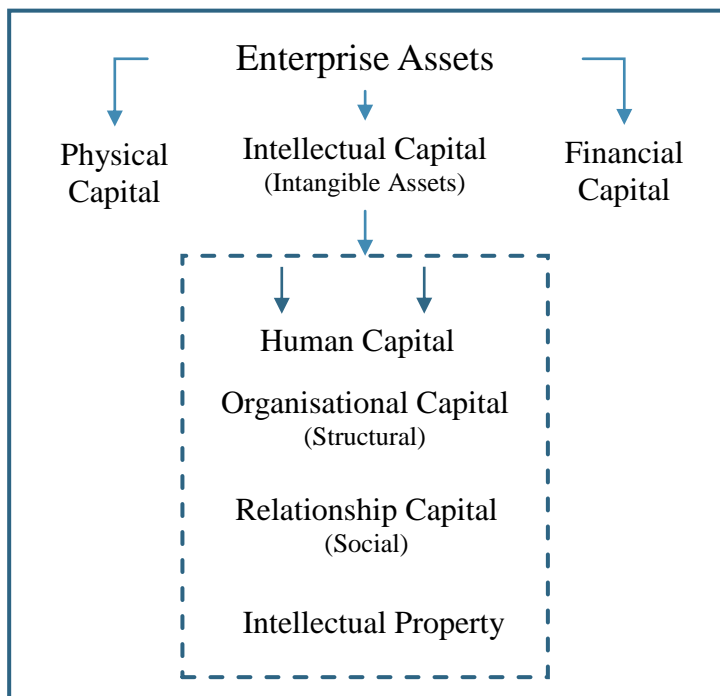 Enterprise Assets
Physical
Capital
Intellectual Capital
(Intangible Assets)
Financial
Capital
Human Capital
Organisational Capital
(Structural)
Relationship Capital
(Social)
Intellectual Property